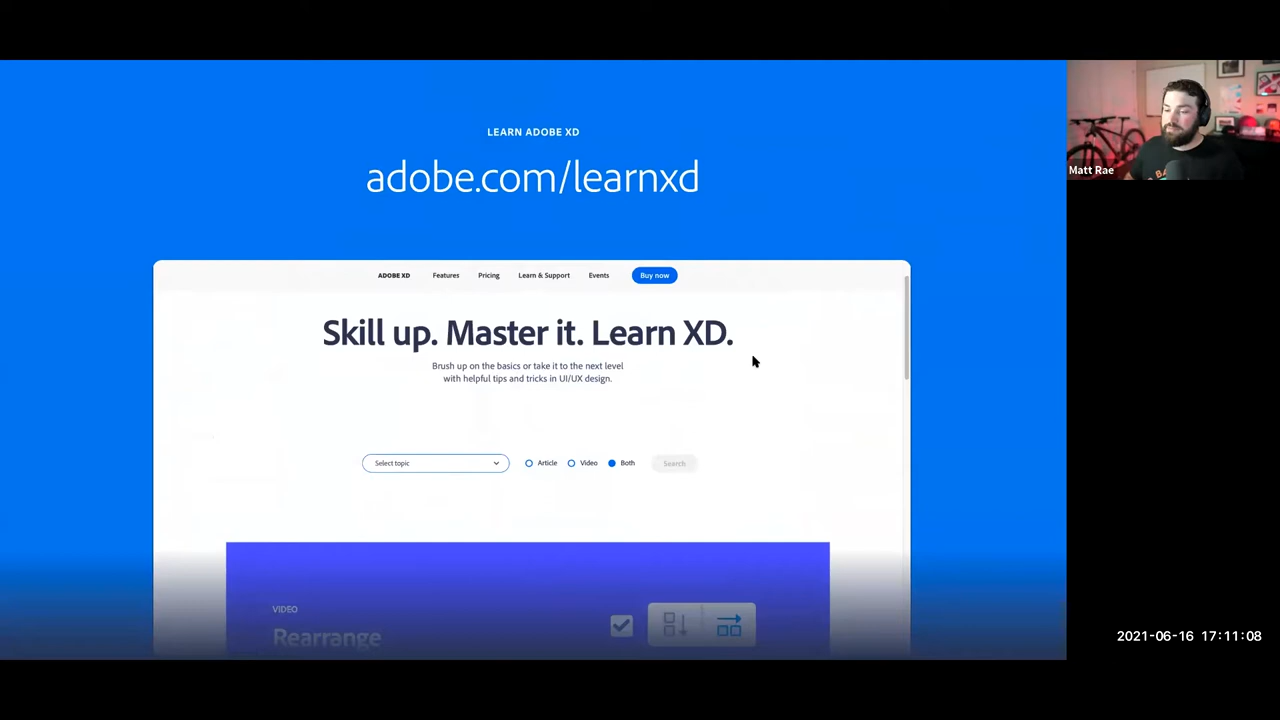 LEARN ADOBE XD
adobe.com/learnxd
ADOBE XD Features Pricing Learn & Support Events Buy now
Skill up. Master it. Learn XD.
Brush up on the basics or take it to the next level
with helpful tips and tricks in UI/UX design.
Select topic Article Video Both Search
VIDEO
Rearrange
Matt Rae
2021-06-16 17:11:08